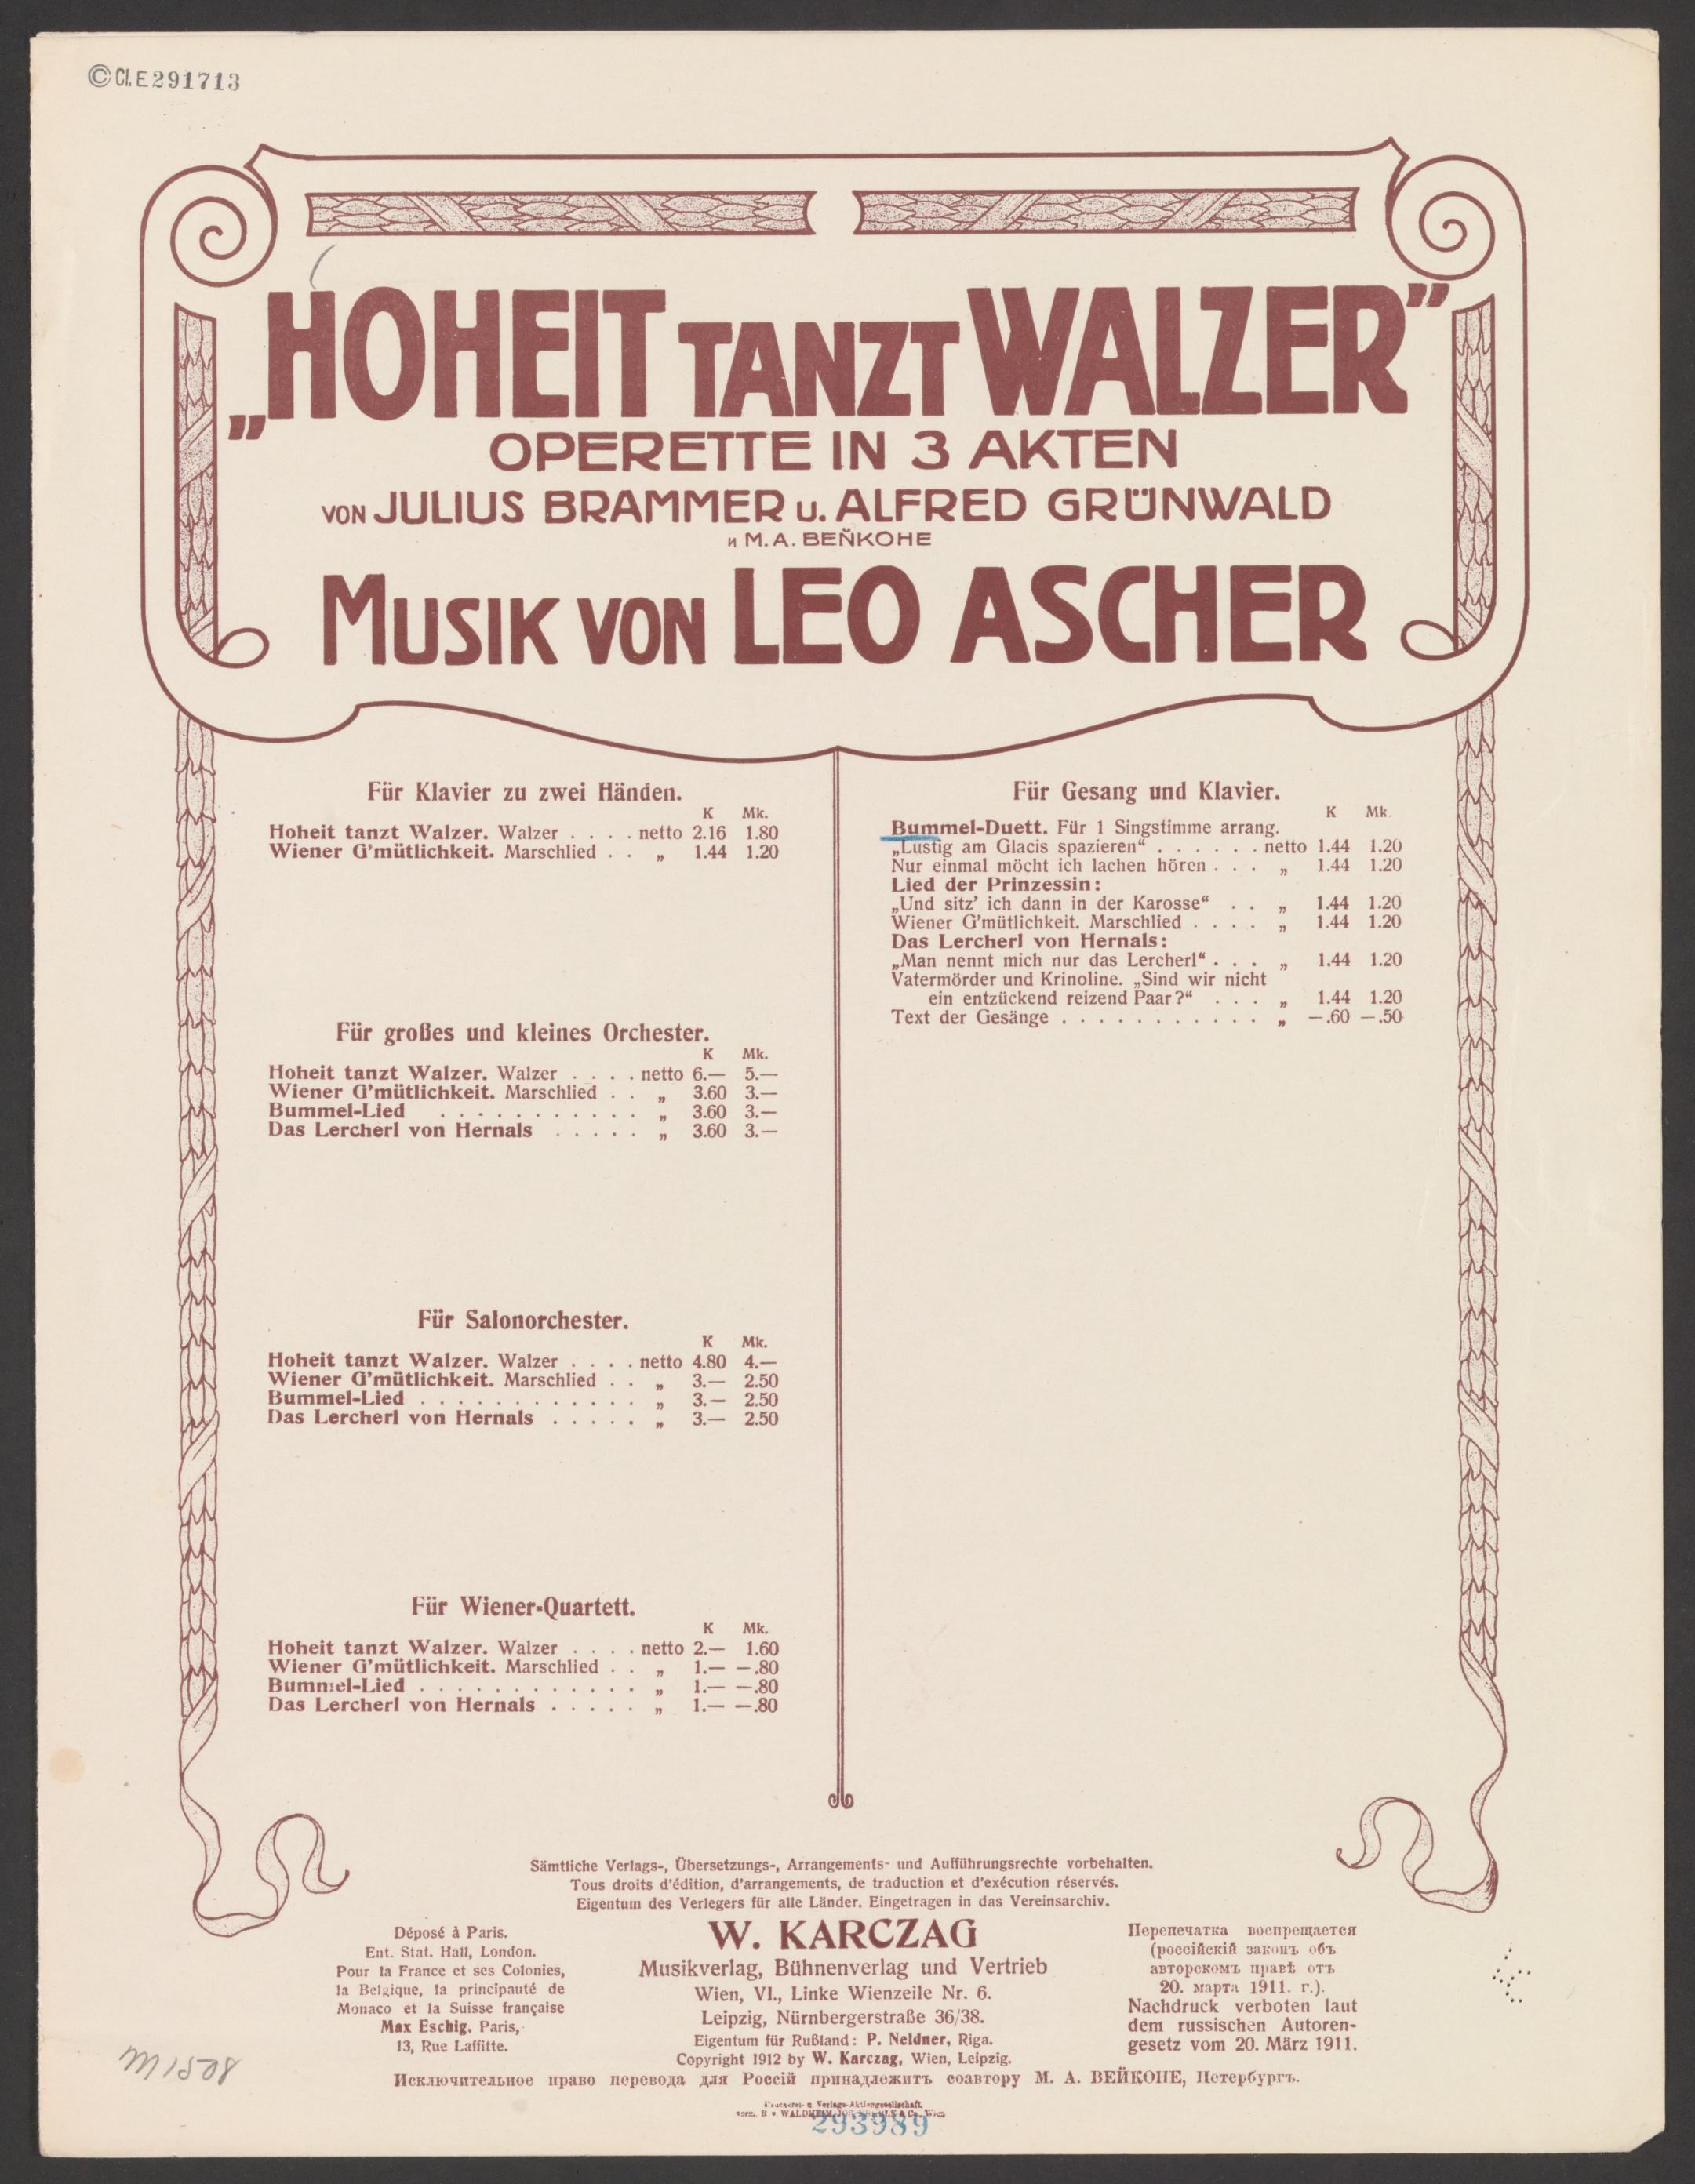 © Cl. E 291713
„HOHEIT TANZT WALZER”
OPERETTE IN 3 AKTEN
VON JULIUS BRAMMER U. ALFRED GRÜNWALD
и M. A. BEŇKOHE
MUSIK VON LEO ASCHER
Für Klavier zu zwei Händen.
K Mk.
Hoheit tanzt Walzer. Walzer . . . . netto 2.16 1.80
Wiener G'mütlichkeit. Marschlied . . „ 1.44 1.20
Für großes und kleines Orchester.
K Mk.
Hoheit tanzt Walzer. Walzer . . . . netto 6.— 5.—
Wiener G'mütlichkeit. Marschlied . . „ 3.60 3.—
Bummel-Lied . . . . . . . . . . . „ 3.60 3.—
Das Lercherl von Hernals . . . . . „ 3.60 3.—
Für Salonorchester.
K Mk.
Hoheit tanzt Walzer. Walzer . . . . netto 4.80 4.—
Wiener G'mütlichkeit. Marschlied . . „ 3.— 2.50
Bummel-Lied . . . . . . . . . . . . „ 3.— 2.50
Das Lercherl von Hernals . . . . . „ 3.— 2.50
Für Wiener-Quartett.
K Mk.
Hoheit tanzt Walzer. Walzer . . . . netto 2.— 1.60
Wiener G'mütlichkeit. Marschlied . . „ 1.— —.80
Bummel-Lied . . . . . . . . . . . . „ 1.— —.80
Das Lercherl von Hernals . . . . . „ 1.— —.80
Für Gesang und Klavier.
K Mk.
Bummel-Duett. Für 1 Singstimme arrang.
„Lustig am Glacis spazieren“ . . . . . . netto 1.44 1.20
Nur einmal möcht ich lachen hören . . . „ 1.44 1.20
Lied der Prinzessin:
„Und sitz' ich dann in der Karosse“ . . „ 1.44 1.20
Wiener G'mütlichkeit. Marschlied . . . . „ 1.44 1.20
Das Lercherl von Hernals:
„Man nennt mich nur das Lercherl“ . . . „ 1.44 1.20
Vatermörder und Krinoline. „Sind wir nicht
ein entzückend reizend Paar?“ . . . „ 1.44 1.20
Text der Gesänge . . . . . . . . . . . „ —.60 —.50
Sämtliche Verlags-, Übersetzungs-, Arrangements- und Aufführungsrechte vorbehalten.
Tous droits d'édition, d'arrangements, de traduction et d'exécution réservés.
Eigentum des Verlegers für alle Länder. Eingetragen in das Vereinsarchiv.
Déposé à Paris.
Ent. Stat. Hall, London.
Pour la France et ses Colonies,
la Belgique, la principauté de
Monaco et la Suisse française
Max Eschig, Paris,
13, Rue Laffitte.
W. KARCZAG
Musikverlag, Bühnenverlag und Vertrieb
Wien, VI., Linke Wienzeile Nr. 6.
Leipzig, Nürnbergerstraße 36/38.
Eigentum für Rußland: P. Neldner, Riga.
Copyright 1912 by W. Karczag, Wien, Leipzig.
Перепечатка воспрещается
(россiйскiй законъ объ
авторскомъ правѣ отъ
20. марта 1911. г.).
Nachdruck verboten laut
dem russischen Autoren-
gesetz vom 20. März 1911.
Исключительное право перевода для Россiй принадлежитъ соавтору М. А. ВЕЙКОНЕ, Петербургъ.
M1508
Druckerei- u. Verlags-Aktiengesellschaft,
vorm. R. v. WALDHEIM, & Co., Wien
293989